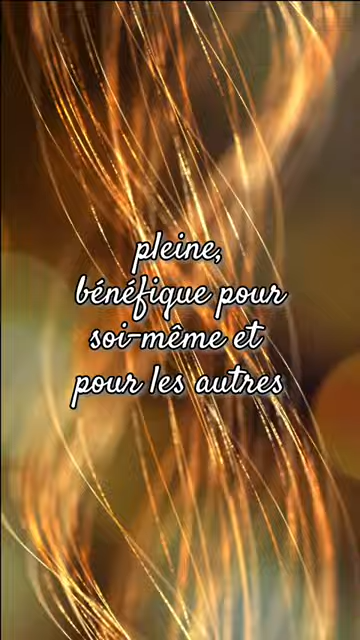 pleine,
bénéfique pour
soi-même et
pour les autres